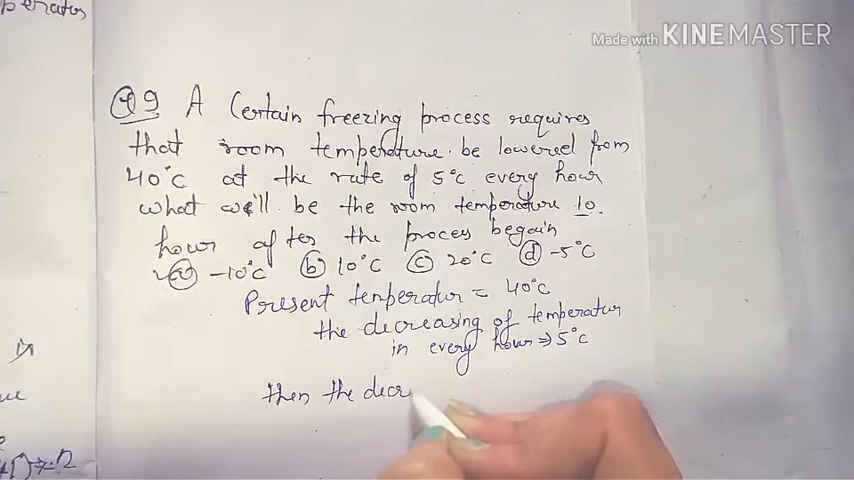 Made with KINEMASTER
perator
Q9 A Certain freezing process requires
that room temperature be lowered from
40°C at the rate of 5°C every hour
what will be the room temperature 10
hour after the process begain
(a) -10°C (b) 10°C (c) 20°C (d) -5°C
Present temperatur = 40°C
the decreasing of temperatur
in every hour ⇒ 5°C
then the decr